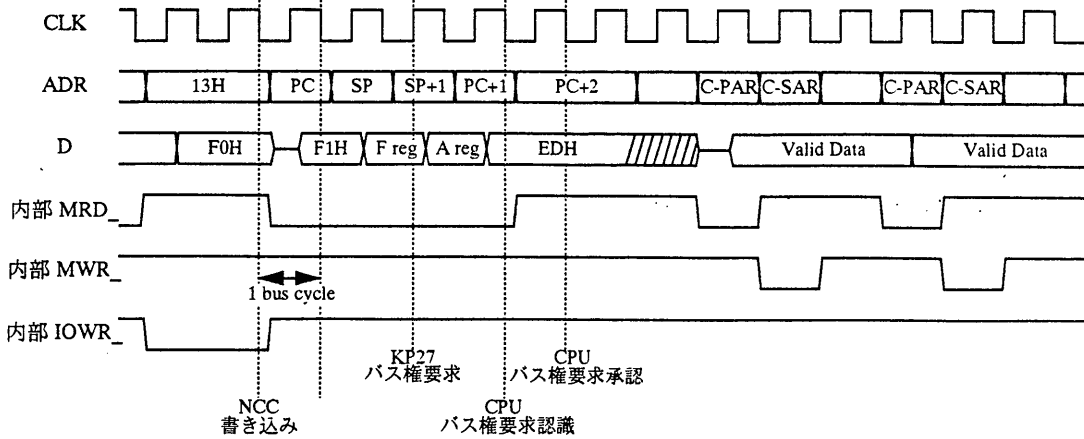 CLK
ADR 13H PC SP SP+1 PC+1 PC+2 C-PAR C-SAR C-PAR C-SAR
D F0H F1H F reg A reg EDH Valid Data Valid Data
内部 MRD_
内部 MWR_
1 bus cycle
内部 IOWR_
KP27
バス権要求
CPU
バス権要求承認
NCC
書き込み
CPU
バス権要求認識